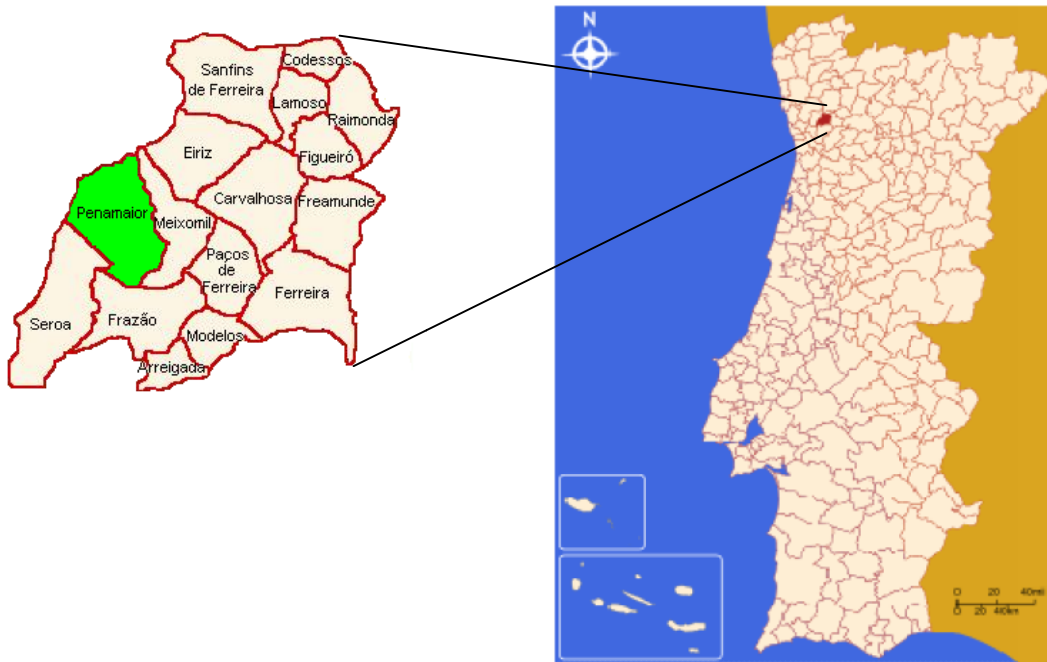 Codessos
Sanfins
de Ferreira
Lamoso
Raimonda
Eiriz
Figueiró
Carvalhosa
Freamunde
Penamaior
Meixomil
Paços
de
Ferreira
Ferreira
Seroa
Frazão
Modelos
Arreigada
N
0 20 40mi
0 20 40km